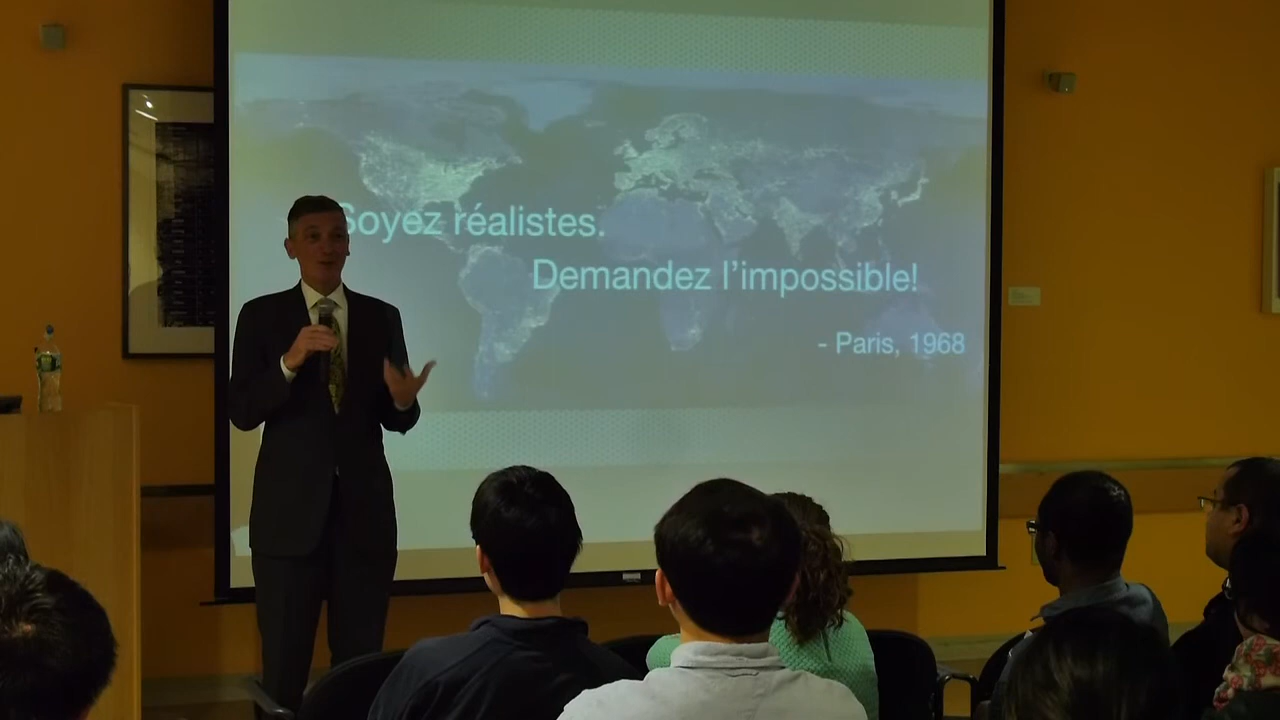 Soyez réalistes.
Demandez l'impossible!
- Paris, 1968